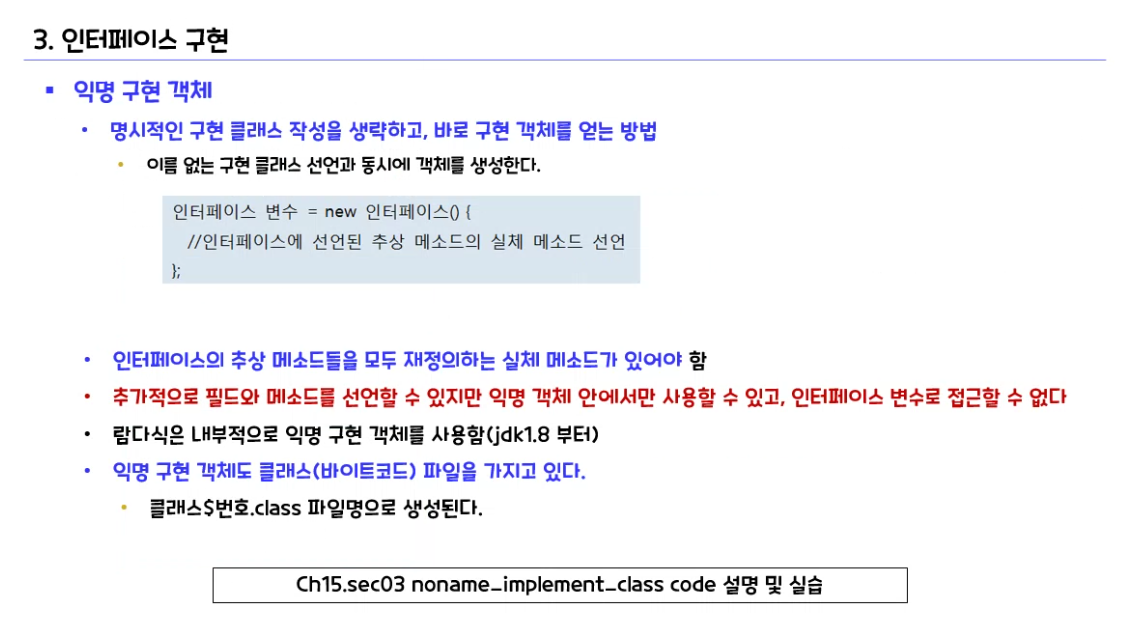 3. 인터페이스 구현
▪ 익명 구현 객체
• 명시적인 구현 클래스 작성을 생략하고, 바로 구현 객체를 얻는 방법
• 이름 없는 구현 클래스 선언과 동시에 객체를 생성한다.
인터페이스 변수 = new 인터페이스() {
//인터페이스에 선언된 추상 메소드의 실체 메소드 선언
};
• 인터페이스의 추상 메소드들을 모두 재정의하는 실체 메소드가 있어야 함
• 추가적으로 필드와 메소드를 선언할 수 있지만 익명 객체 안에서만 사용할 수 있고, 인터페이스 변수로 접근할 수 없다
• 람다식은 내부적으로 익명 구현 객체를 사용함(jdk1.8 부터)
• 익명 구현 객체도 클래스(바이트코드) 파일을 가지고 있다.
• 클래스$번호.class 파일명으로 생성된다.
Ch15.sec03 noname_implement_class code 설명 및 실습